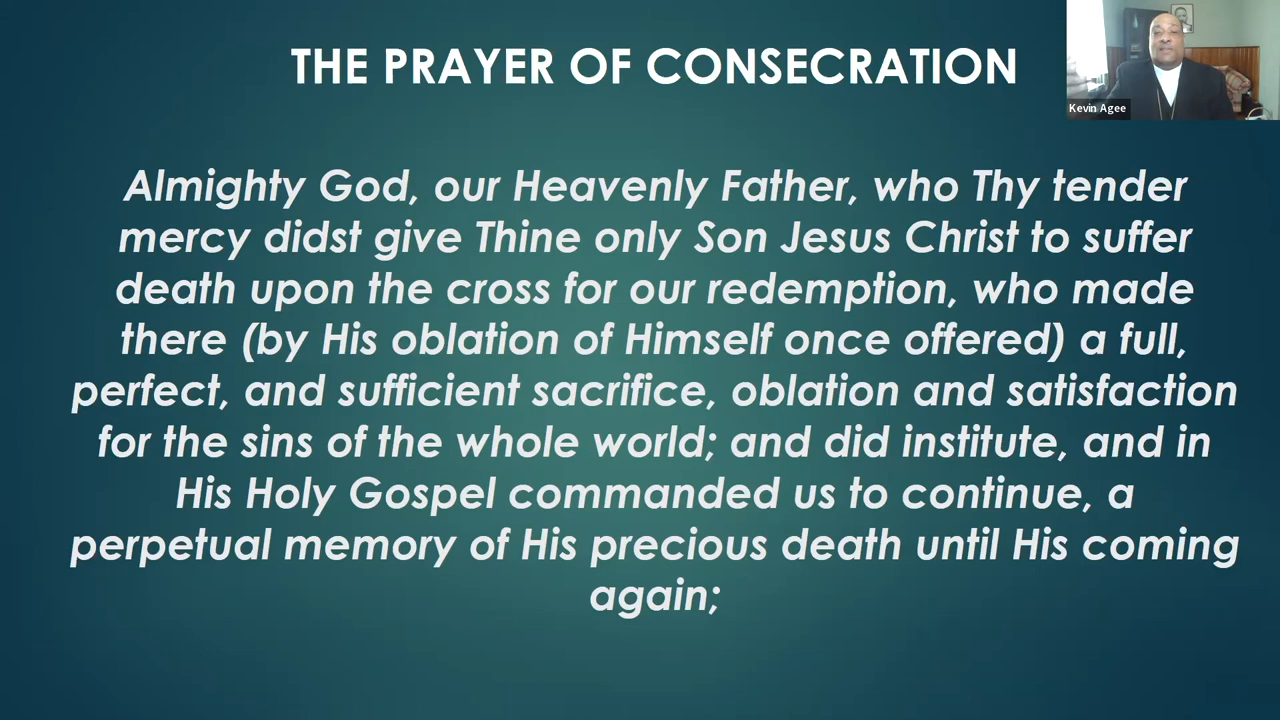 THE PRAYER OF CONSECRATION
Kevin Agee
Almighty God, our Heavenly Father, who Thy tender
mercy didst give Thine only Son Jesus Christ to suffer
death upon the cross for our redemption, who made
there (by His oblation of Himself once offered) a full,
perfect, and sufficient sacrifice, oblation and satisfaction
for the sins of the whole world; and did institute, and in
His Holy Gospel commanded us to continue, a
perpetual memory of His precious death until His coming
again;